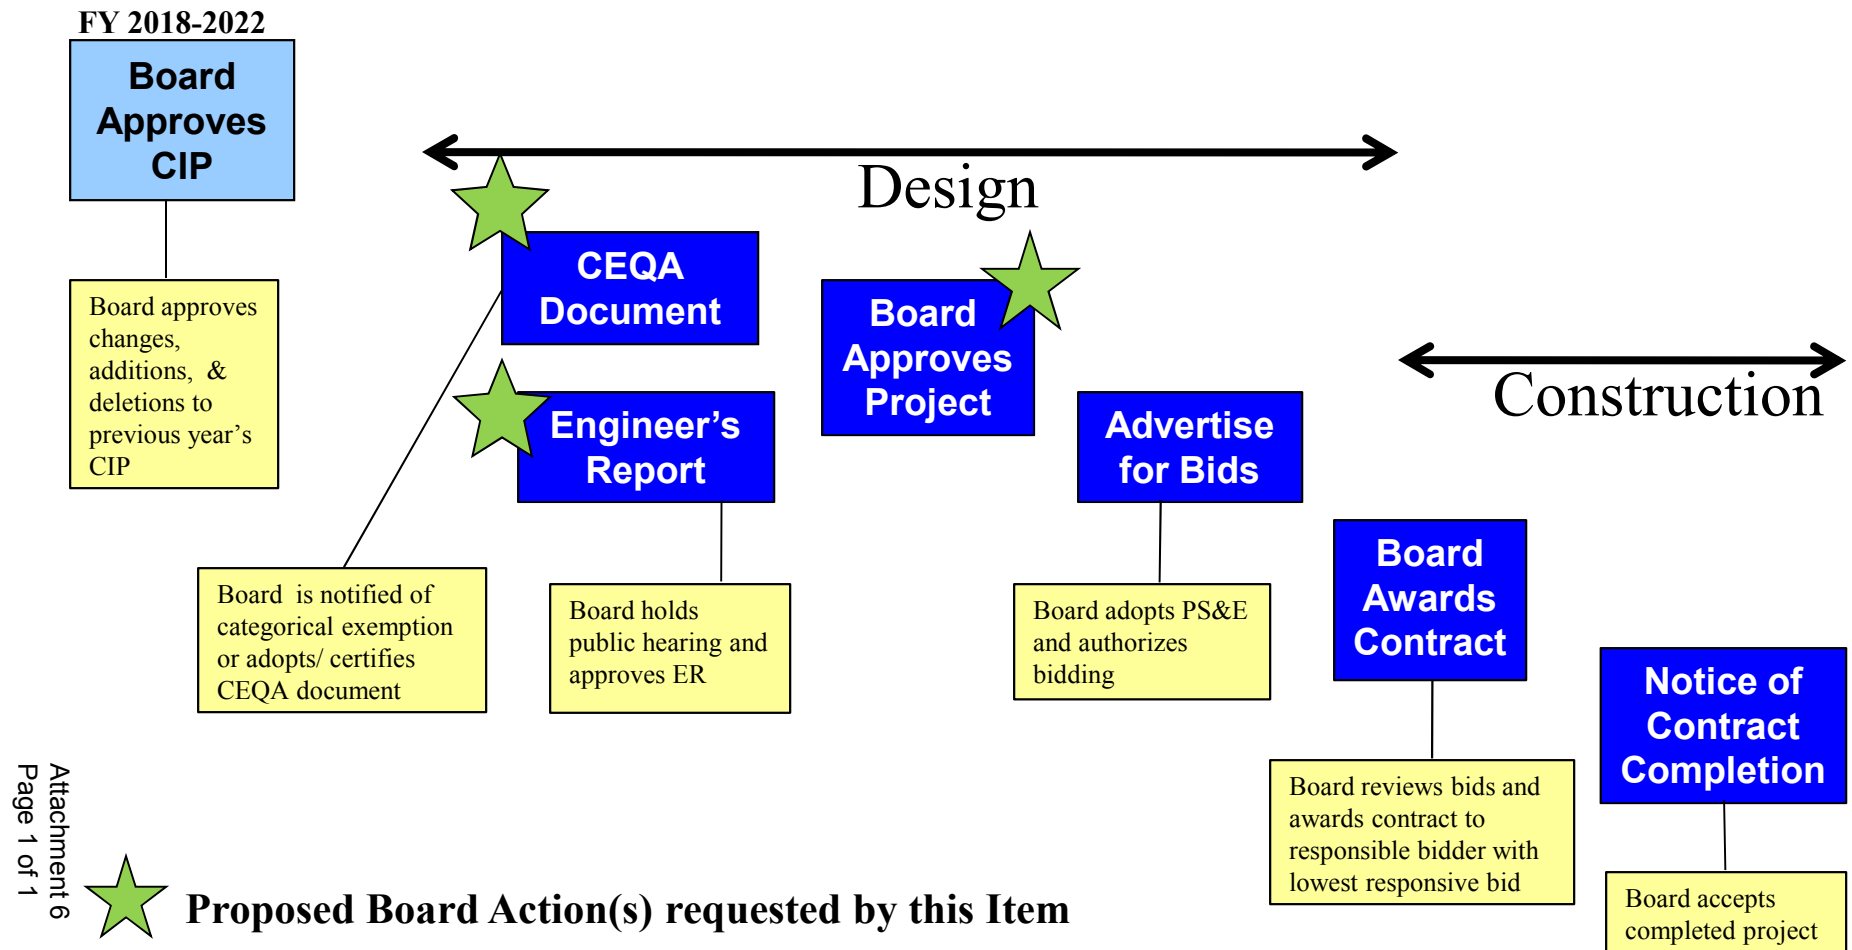 FY 2018-2022
Board
Approves
CIP
Board approves
changes,
additions,  &
deletions to
previous year’s
CIP
Design
CEQA
Document
Board  is notified of
categorical exemption
or adopts/ certifies
CEQA document
Engineer’s
Report
Board holds
public hearing and
approves ER
Board
Approves
Project
Advertise
for Bids
Board adopts PS&E
and authorizes
bidding
Construction
Board
Awards
Contract
Board reviews bids and
awards contract to
responsible bidder with
lowest responsive bid
Notice of
Contract
Completion
Board accepts
completed project
Proposed Board Action(s) requested by this Item
Attachment 6
Page 1 of 1